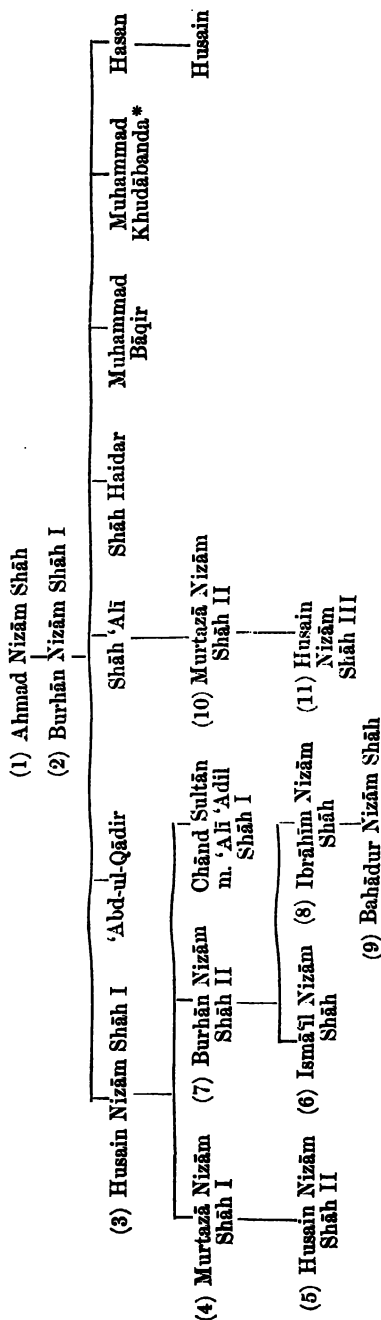 (1) Ahmad Nizām Shāh
(2) Burhān Nizām Shāh I
(3) Husain Nizām Shāh I
‘Abd-ul-Qādir
Shāh ‘Alī
Shāh Haidar
Muhammad
Bāqir
Muhammad
Khudābanda*
Hasan
(4) Murtazā Nizām
Shāh I
(7) Burhān Nizām
Shāh II
Chānd Sultān
m. ‘Alī ‘Ādil
Shāh I
(10) Murtazā Nizām
Shāh II
Husain
(5) Husain Nizām
Shāh II
(6) Ismā‘īl Nizām
Shāh
(8) Ibrāhīm Nizām
Shāh
(11) Husain
Nizām
Shāh III
(9) Bahādur Nizām Shāh